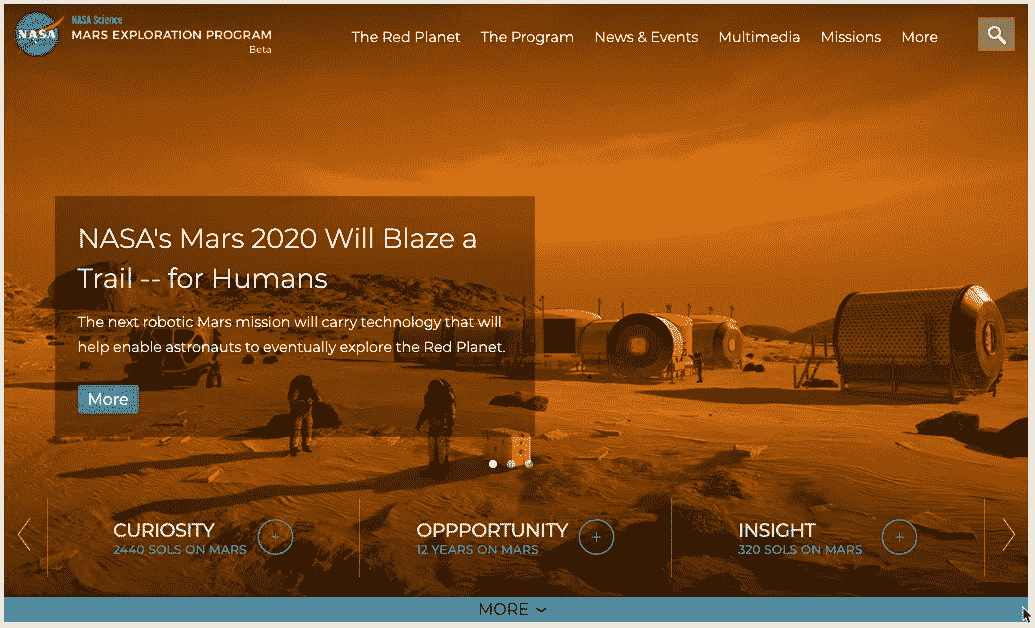 NASA
NASA Science
MARS EXPLORATION PROGRAM
Beta
The Red Planet The Program News & Events Multimedia Missions More
NASA's Mars 2020 Will Blaze a
Trail -- for Humans
The next robotic Mars mission will carry technology that will
help enable astronauts to eventually explore the Red Planet.
More
CURIOSITY
2440 SOLS ON MARS
OPPPORTUNITY
12 YEARS ON MARS
INSIGHT
320 SOLS ON MARS
MORE